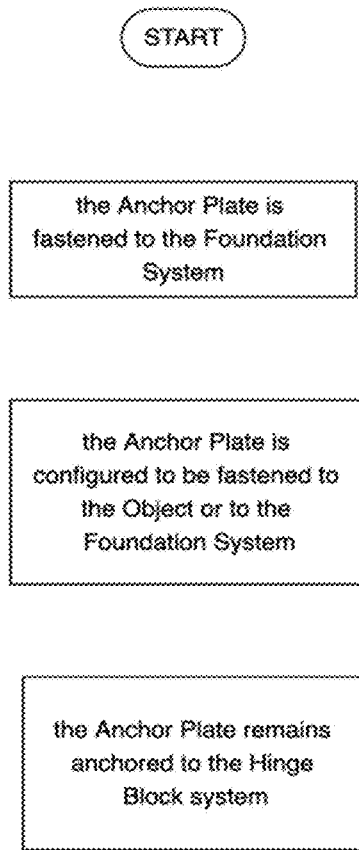 START
the Anchor Plate is
fastened to the Foundation
System
the Anchor Plate is
configured to be fastened to
the Object or to the
Foundation System
the Anchor Plate remains
anchored to the Hinge
Block system